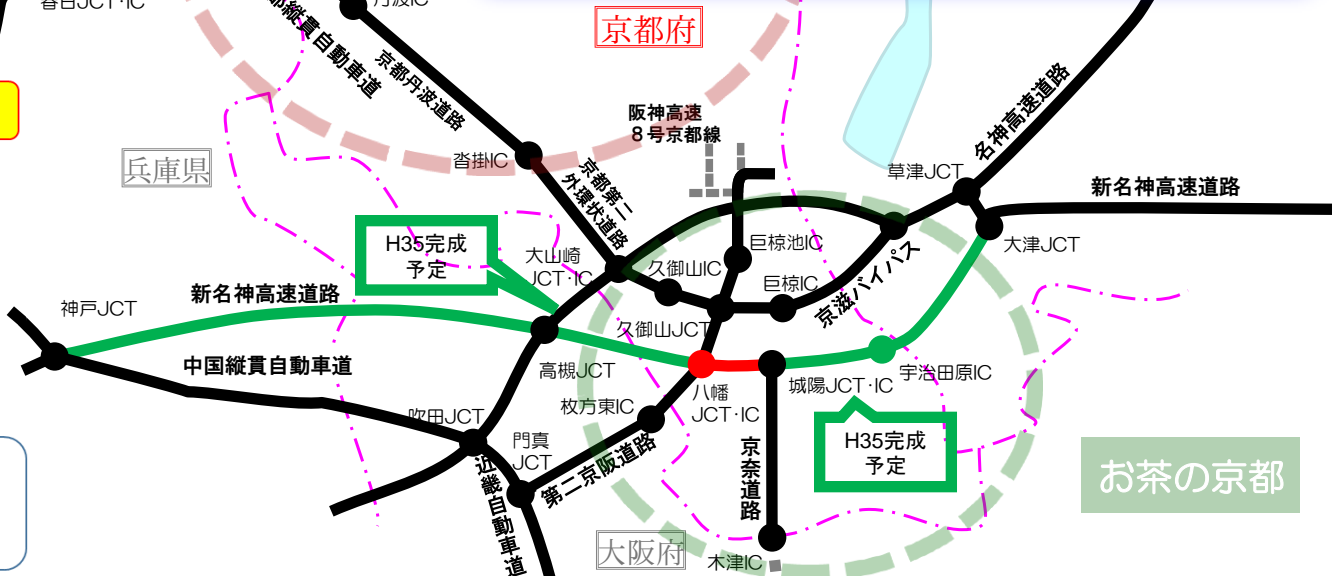 春日JCT･IC
丹波IC
京都府
都縦貫自動車道
京都丹波道路
阪神高速
８号京都線
名神高速道路
兵庫県
沓掛IC
京都第二
外環状道路
草津JCT
新名神高速道路
H35完成
予定
大山崎
JCT･IC
久御山IC
巨椋池IC
大津JCT
巨椋IC
京滋バイパス
神戸JCT
新名神高速道路
久御山JCT
中国縦貫自動車道
高槻JCT
八幡
JCT･IC
城陽JCT･IC
宇治田原IC
吹田JCT
枚方東IC
門真
JCT
H35完成
予定
近畿自動車道
第二京阪道路
京奈道路
お茶の京都
大阪府
木津IC